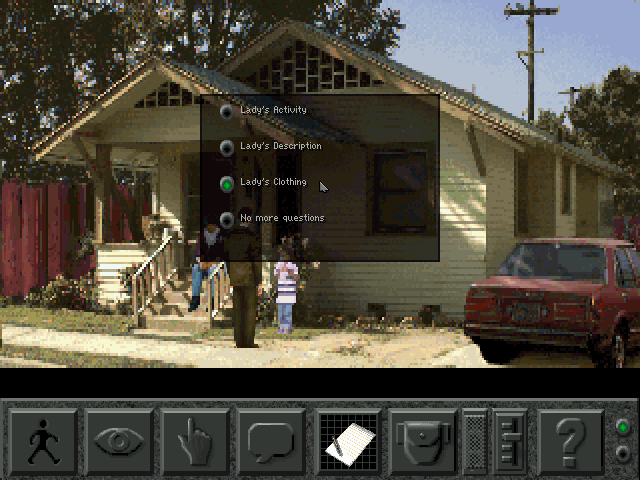 Lady's Activity
Lady's Description
Lady's Clothing
No more questions
?